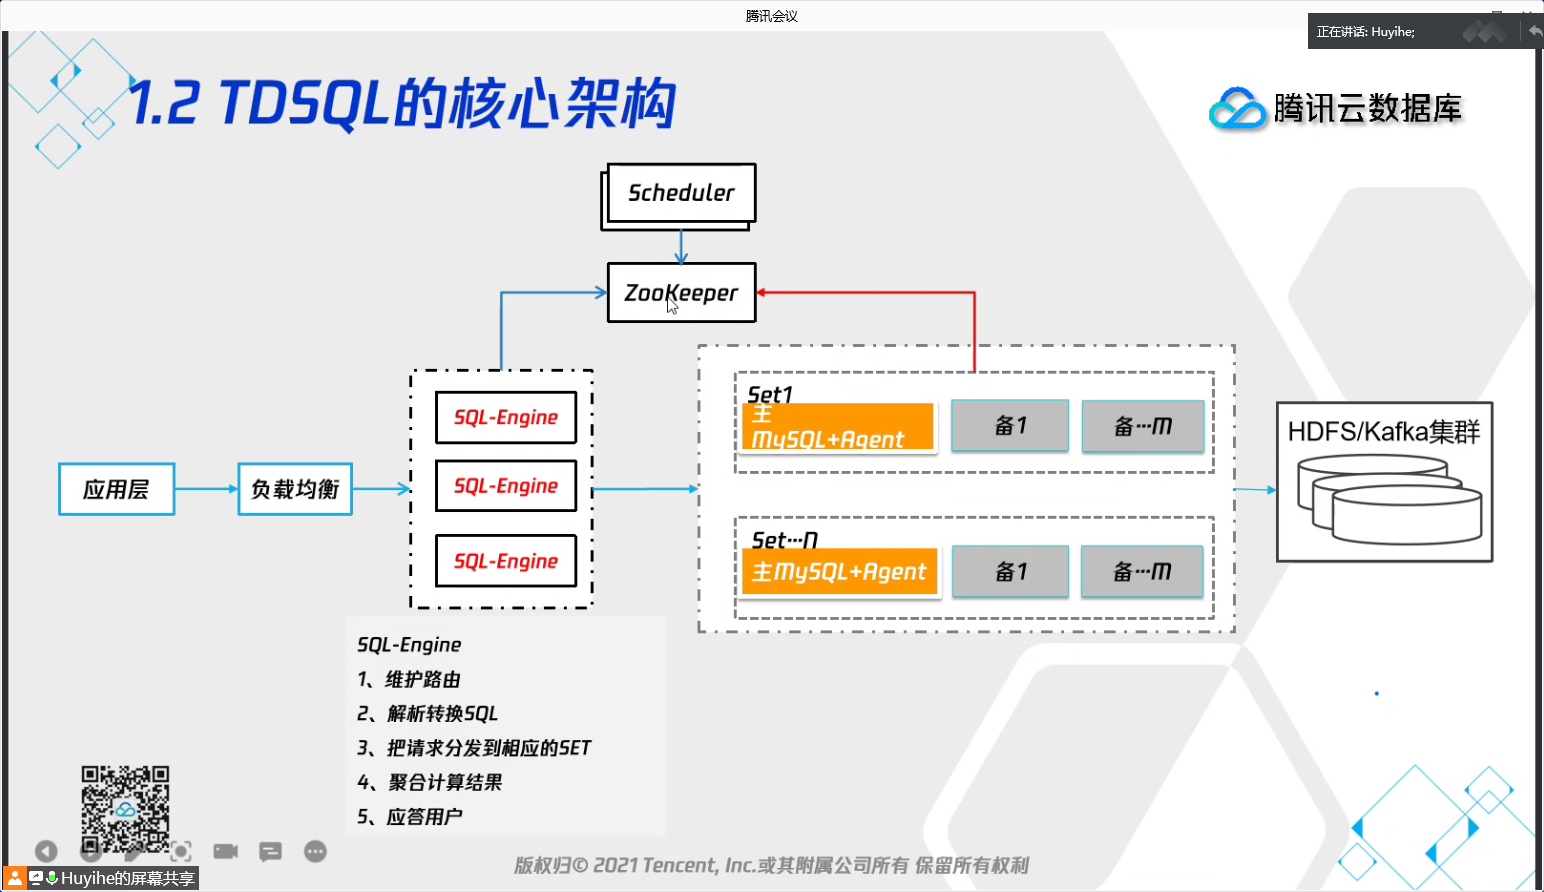 腾讯会议
正在讲话: Huyihe;
1.2 TDSQL的核心架构
腾讯云数据库
Scheduler
ZooKeeper
SQL-Engine
SQL-Engine
SQL-Engine
应用层
负载均衡
Set1
主
MySQL+Agent
备1
备…M
Set…n
主MySQL+Agent
备1
备…M
HDFS/Kafka集群
SQL-Engine
1、维护路由
2、解析转换SQL
3、把请求分发到相应的SET
4、聚合计算结果
5、应答用户
版权归© 2021 Tencent, Inc.或其附属公司所有 保留所有权利
Huyihe的屏幕共享